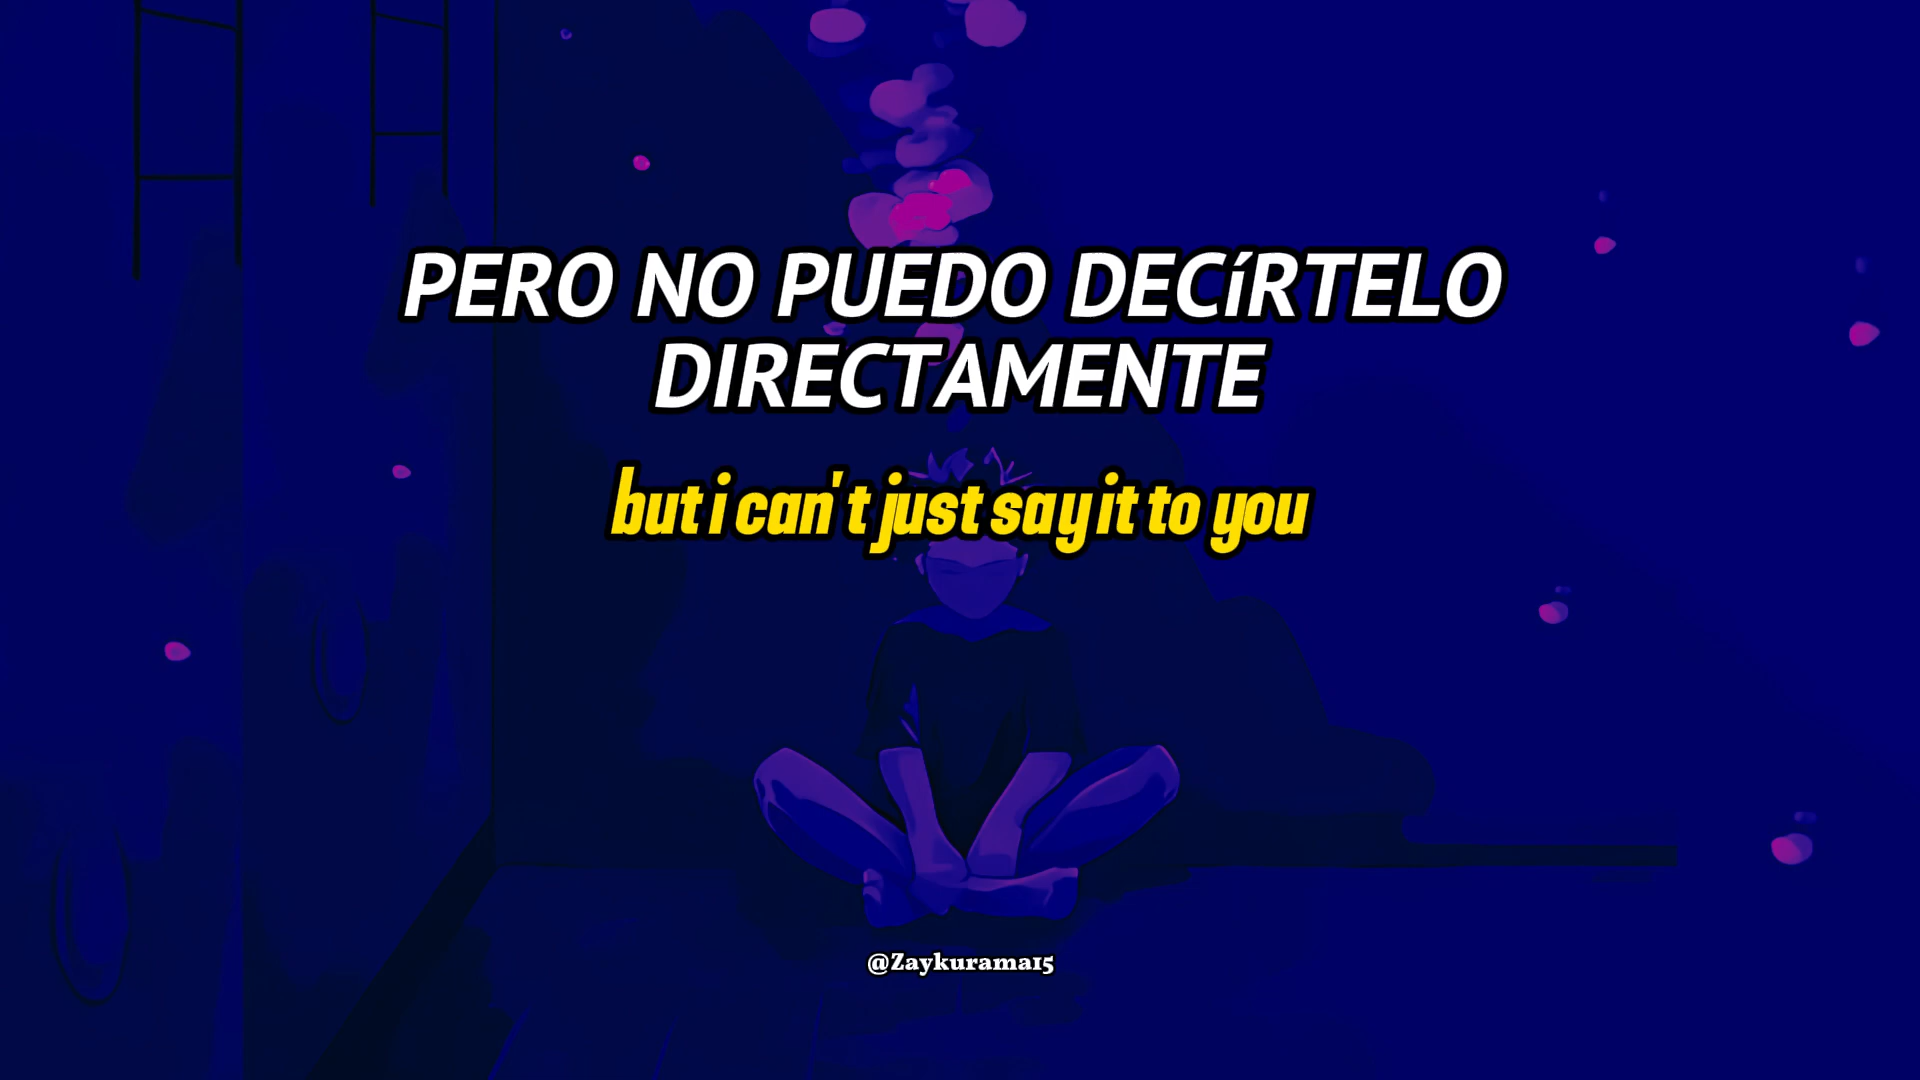 PERO NO PUEDO DECíRTELO
DIRECTAMENTE
but i can't just say it to you
@Zaykurama15